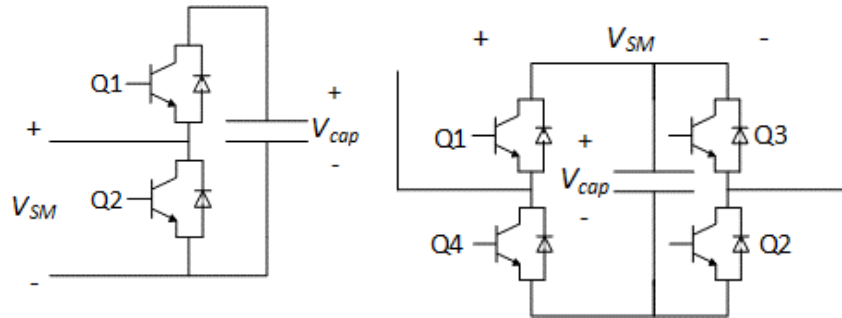 Q1
+
+
V_cap
-
V_SM
Q2
-
+
V_SM
-
Q1
+
Q3
V_cap
-
Q4
Q2